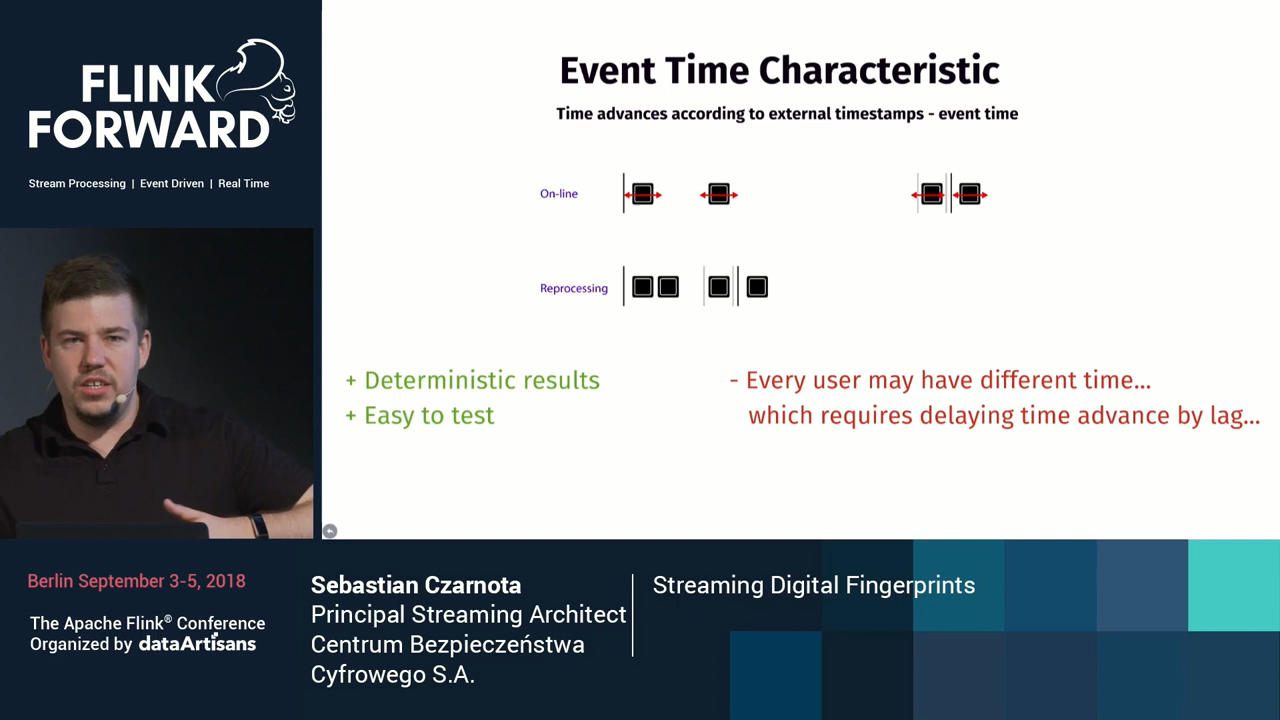 FLINK
FORWARD
Stream Processing | Event Driven | Real Time
Event Time Characteristic
Time advances according to external timestamps - event time
On-line
Reprocessing
+ Deterministic results
+ Easy to test
- Every user may have different time...
which requires delaying time advance by lag...
Berlin September 3-5, 2018
The Apache Flink® Conference
Organized by dataArtisans
Sebastian Czarnota
Principal Streaming Architect
Centrum Bezpieczeństwa
Cyfrowego S.A.
Streaming Digital Fingerprints